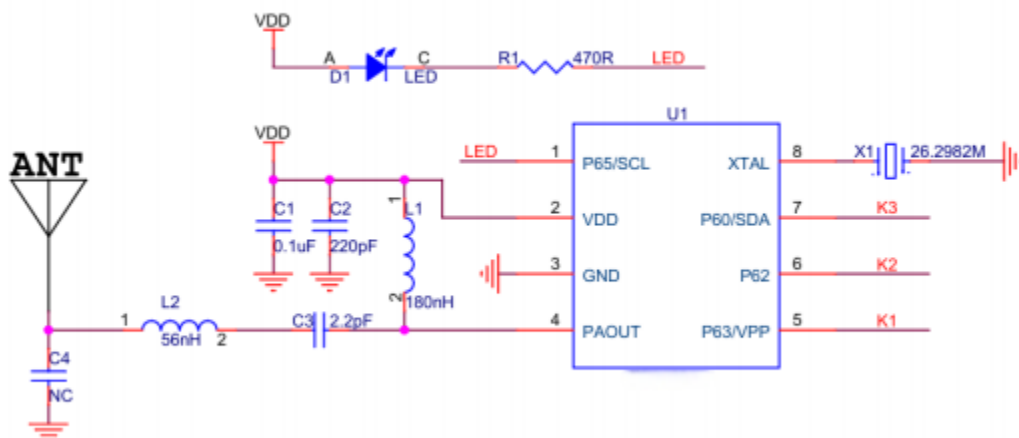 VDD
A C R1 470R LED
D1 LED
U1
VDD
ANT
LED 1 P65/SCL XTAL 8 X1 26.2982M
C1 C2 1 L1 2 VDD P60/SDA 7 K3
0.1uF 220pF
3 GND P62 6 K2
2 180nH
L2
1 56nH 2 C3 2.2pF 4 PAOUT P63/VPP 5 K1
C4
NC